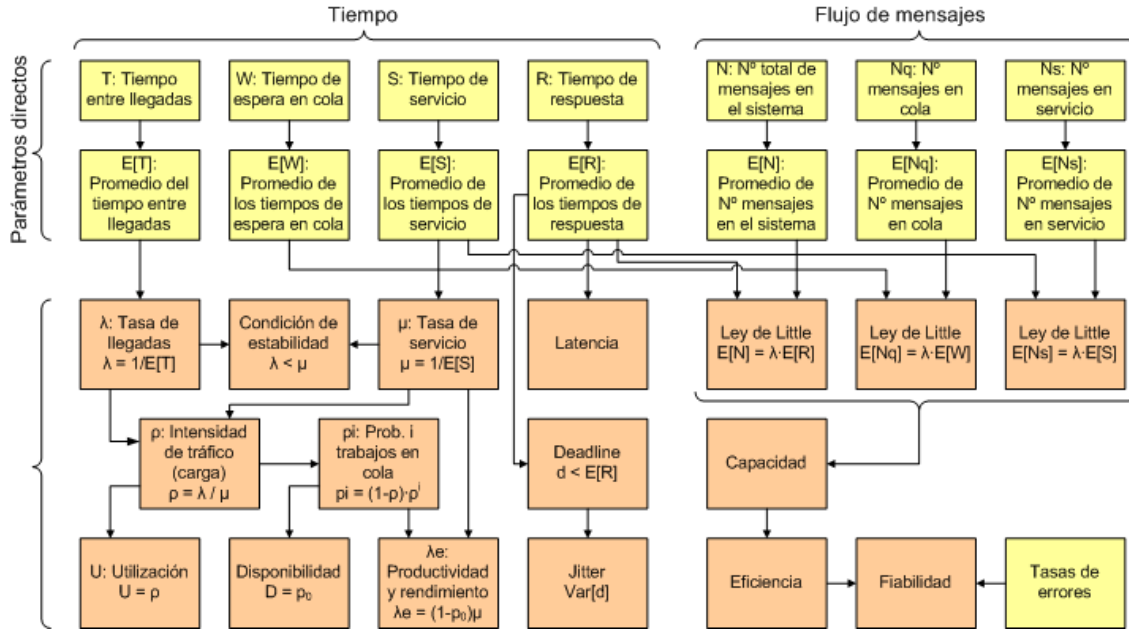 Tiempo
Flujo de mensajes
Parámetros directos
T: Tiempo
entre llegadas
W: Tiempo de
espera en cola
S: Tiempo de
servicio
R: Tiempo de
respuesta
N: Nº total de
mensajes en
el sistema
Nq: Nº
mensajes en
cola
Ns: Nº
mensajes en
servicio
E[T]:
Promedio del
tiempo entre
llegadas
E[W]:
Promedio de
los tiempos de
espera en cola
E[S]:
Promedio de
los tiempos de
servicio
E[R]:
Promedio de
los tiempos de
respuesta
E[N]:
Promedio de
Nº mensajes
en el sistema
E[Nq]:
Promedio de
Nº mensajes
en cola
E[Ns]:
Promedio de
Nº mensajes
en servicio
λ: Tasa de
llegadas
λ = 1/E[T]
Condición de
estabilidad
λ < μ
μ: Tasa de
servicio
μ = 1/E[S]
Latencia
Ley de Little
E[N] = λ·E[R]
Ley de Little
E[Nq] = λ·E[W]
Ley de Little
E[Ns] = λ·E[S]
ρ: Intensidad
de tráfico
(carga)
ρ = λ / μ
pi: Prob. i
trabajos en
cola
pi = (1-ρ)·ρⁱ
Deadline
d < E[R]
Capacidad
U: Utilización
U = ρ
Disponibilidad
D = p₀
λe:
Productividad
y rendimiento
λe = (1-p₀)μ
Jitter
Var[d]
Eficiencia
Fiabilidad
Tasas de
errores